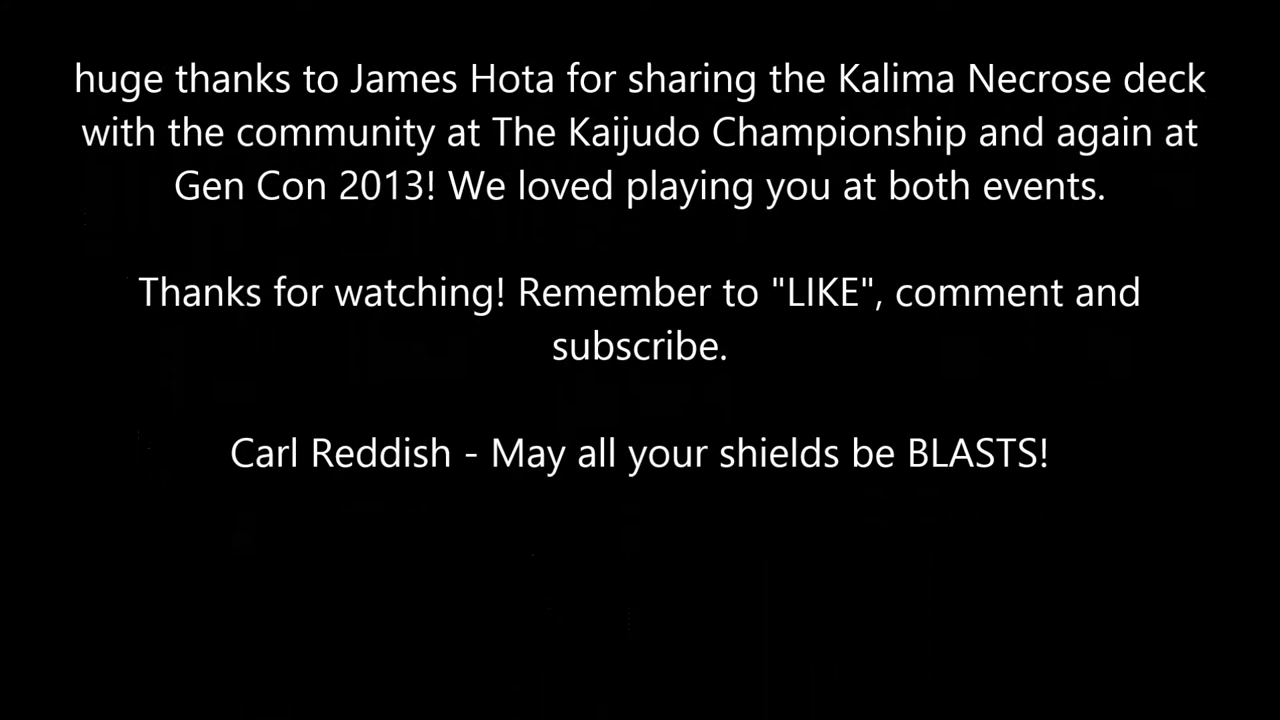 huge thanks to James Hota for sharing the Kalima Necrose deck
with the community at The Kaijudo Championship and again at
Gen Con 2013! We loved playing you at both events.
Thanks for watching! Remember to "LIKE", comment and
subscribe.
Carl Reddish - May all your shields be BLASTS!